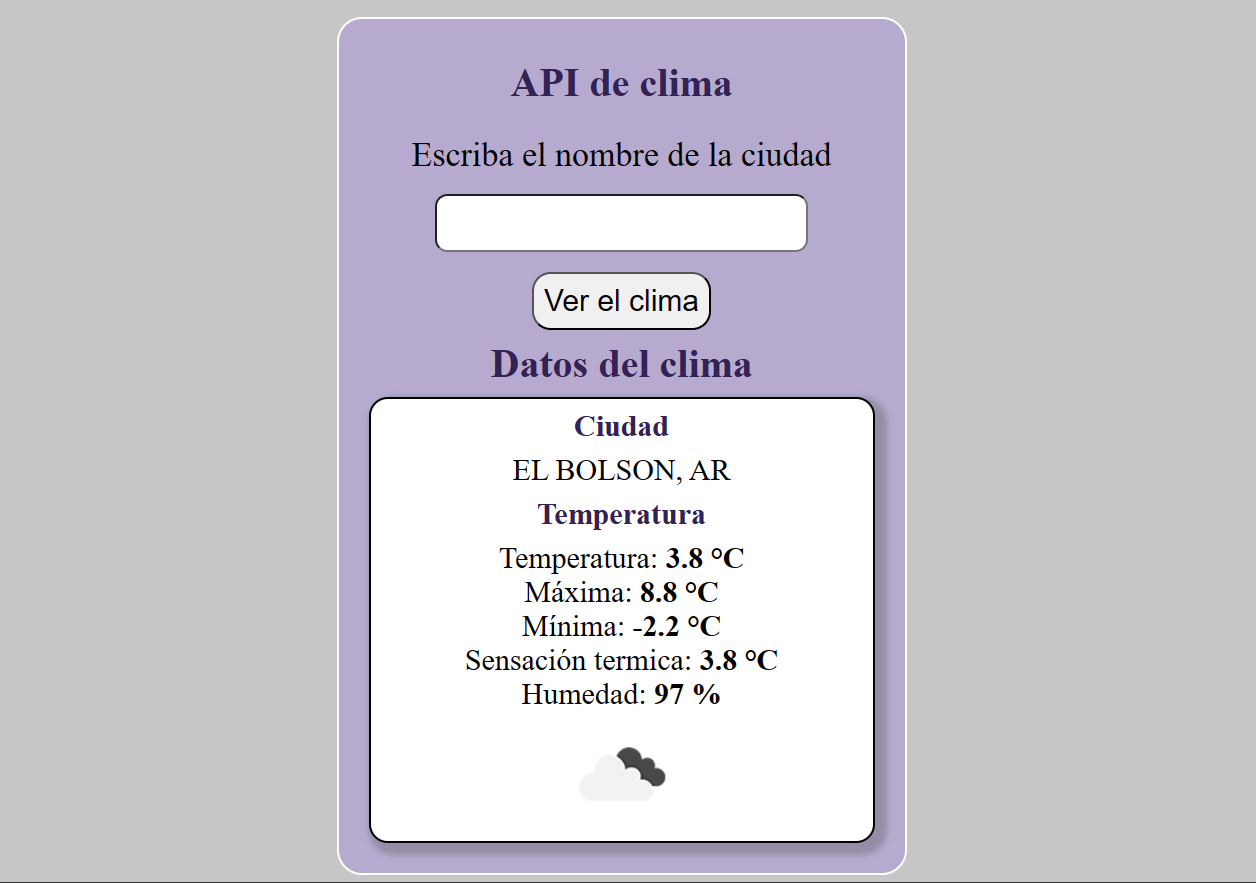 API de clima
Escriba el nombre de la ciudad
Ver el clima
Datos del clima
Ciudad
EL BOLSON, AR
Temperatura
Temperatura: 3.8 °C
Máxima: 8.8 °C
Mínima: -2.2 °C
Sensación termica: 3.8 °C
Humedad: 97 %